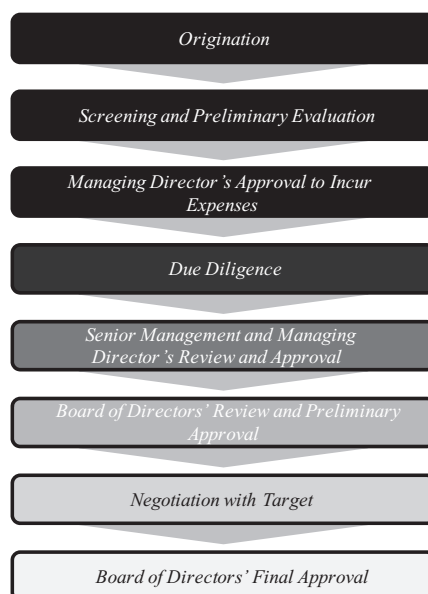 Origination
Screening and Preliminary Evaluation
Managing Director's Approval to Incur
Expenses
Due Diligence
Senior Management and Managing
Director's Review and Approval
Board of Directors' Review and Preliminary
Approval
Negotiation with Target
Board of Directors' Final Approval